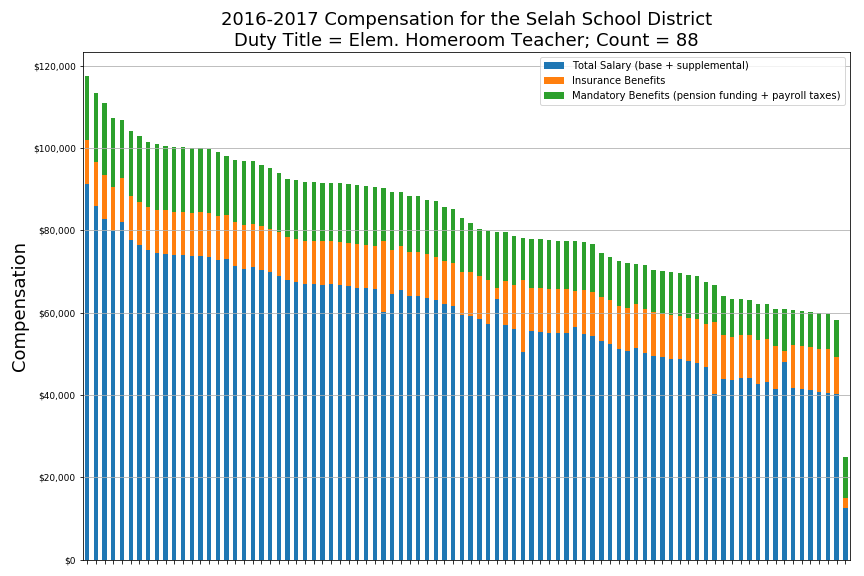 2016-2017 Compensation for the Selah School District
Duty Title = Elem. Homeroom Teacher; Count = 88
Total Salary (base + supplemental)
Insurance Benefits
Mandatory Benefits (pension funding + payroll taxes)
Compensation
$120,000
$100,000
$80,000
$60,000
$40,000
$20,000
$0